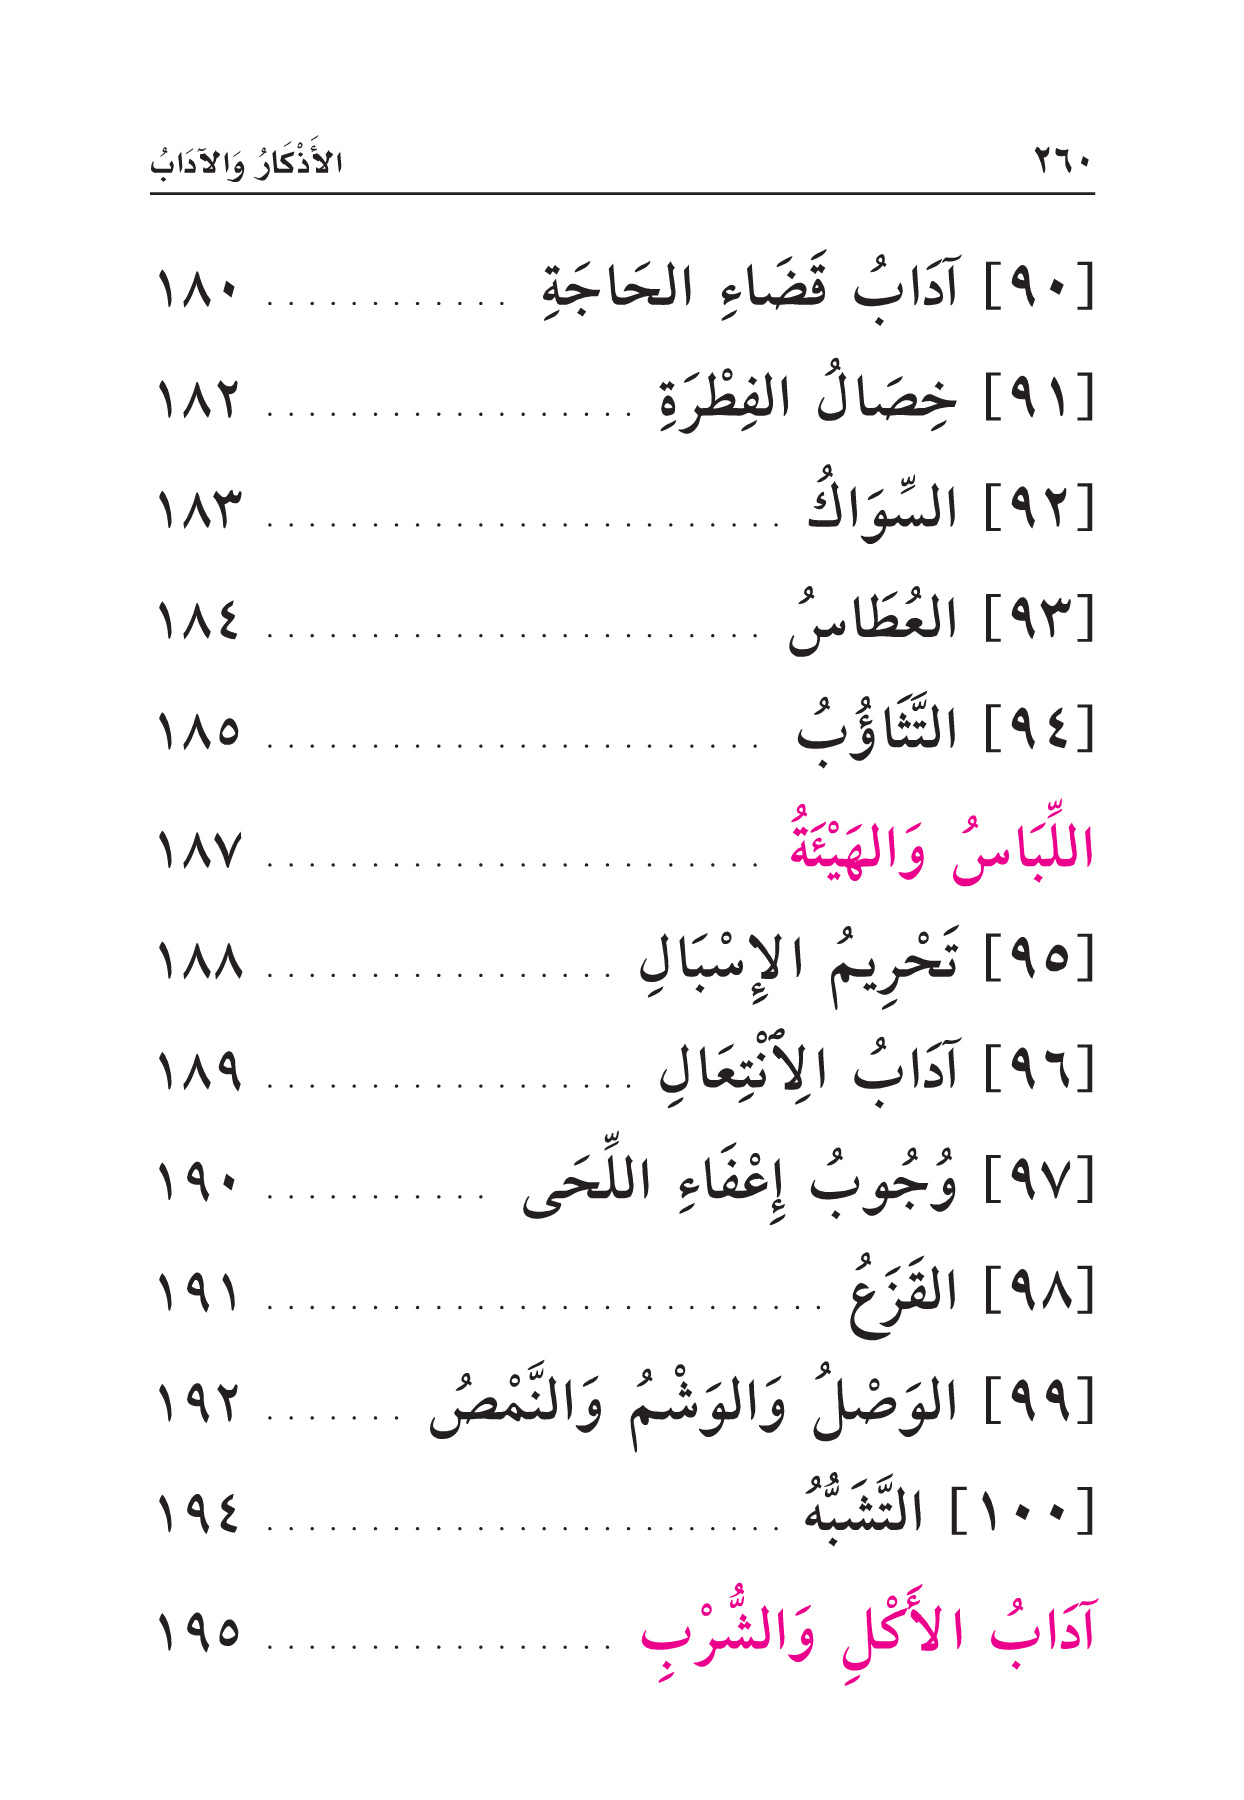 ٢٦٠ الأَذْكَارُ وَالآدَابُ
[٩٠] آدَابُ قَضَاءِ الحَاجَةِ . . . . . . . . . . . . ١٨٠
[٩١] خِصَالُ الفِطْرَةِ . . . . . . . . . . . . . . . . . . ١٨٢
[٩٢] السِّوَاكُ . . . . . . . . . . . . . . . . . . . . . . . . . ١٨٣
[٩٣] العُطَاسُ . . . . . . . . . . . . . . . . . . . . . . . . ١٨٤
[٩٤] التَّثَاؤُبُ . . . . . . . . . . . . . . . . . . . . . . . . ١٨٥
اللِّبَاسُ وَالهَيْئَةُ . . . . . . . . . . . . . . . . . . . . . . . . ١٨٧
[٩٥] تَحْرِيمُ الإِسْبَالِ . . . . . . . . . . . . . . . . . ١٨٨
[٩٦] آدَابُ الِٱنْتِعَالِ . . . . . . . . . . . . . . . . . . ١٨٩
[٩٧] وُجُوبُ إِعْفَاءِ اللِّحَى . . . . . . . . . . . ١٩٠
[٩٨] القَزَعُ . . . . . . . . . . . . . . . . . . . . . . . . . . . ١٩١
[٩٩] الوَصْلُ وَالوَشْمُ وَالنَّمْصُ . . . . . . . ١٩٢
[١٠٠] التَّشَبُّهُ . . . . . . . . . . . . . . . . . . . . . . . . . ١٩٤
آدَابُ الأَكْلِ وَالشُّرْبِ . . . . . . . . . . . . . . . . . ١٩٥